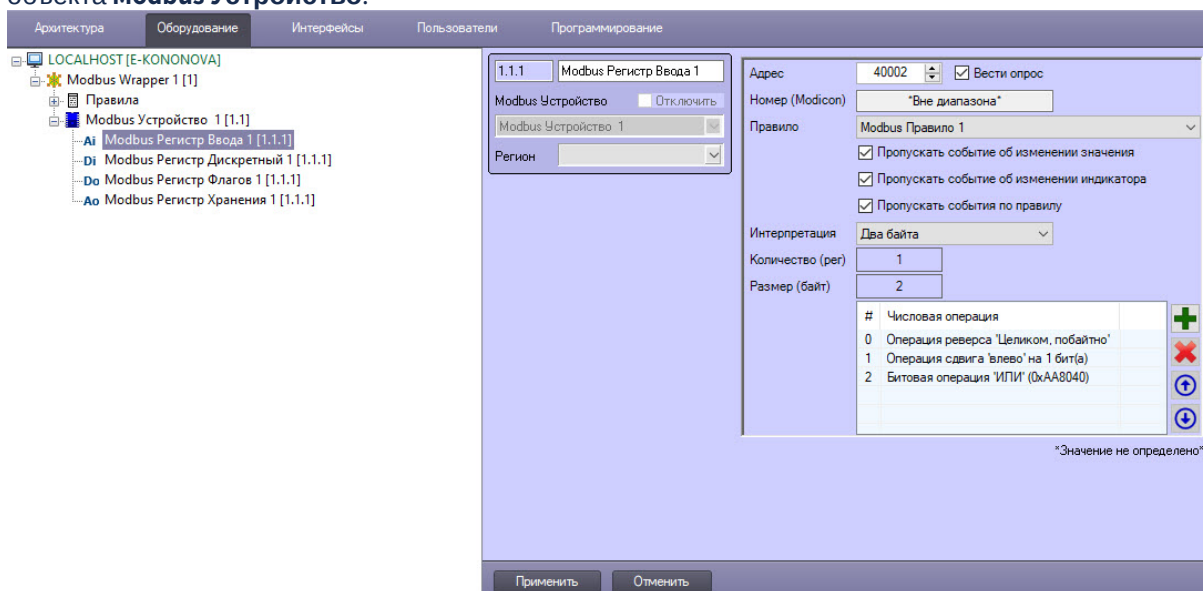 объекта Modbus Устройство.
Архитектура Оборудование Интерфейсы Пользователи Программирование
LOCALHOST [E-KONONOVA]
Modbus Wrapper 1 [1]
Правила
Modbus Устройство 1 [1.1]
Ai Modbus Регистр Ввода 1 [1.1.1]
Di Modbus Регистр Дискретный 1 [1.1.1]
Do Modbus Регистр Флагов 1 [1.1.1]
Ao Modbus Регистр Хранения 1 [1.1.1]
1.1.1 Modbus Регистр Ввода 1
Modbus Устройство Отключить
Modbus Устройство 1
Регион
Адрес 40002 Вести опрос
Номер (Modicon) *Вне диапазона*
Правило Modbus Правило 1
Пропускать событие об изменении значения
Пропускать событие об изменении индикатора
Пропускать события по правилу
Интерпретация Два байта
Количество (рег) 1
Размер (байт) 2
# Числовая операция
0 Операция реверса 'Целиком, побайтно'
1 Операция сдвига 'влево' на 1 бит(а)
2 Битовая операция 'ИЛИ' (0xAA8040)
*Значение не определено*
Применить Отменить